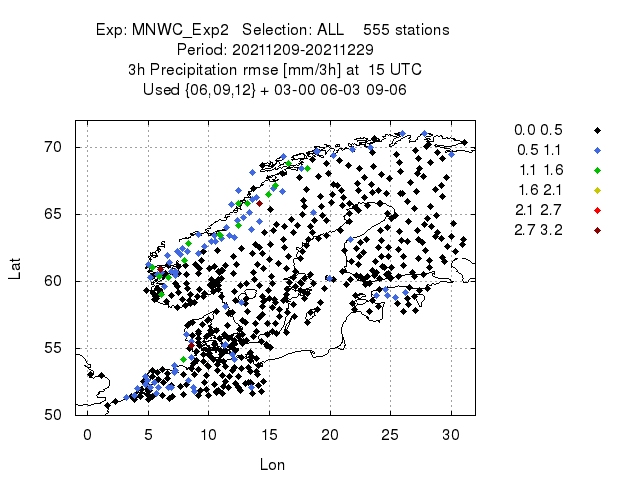 Exp: MNWC_Exp2 Selection: ALL 555 stations
Period: 20211209-20211229
3h Precipitation rmse [mm/3h] at 15 UTC
Used {06,09,12} + 03-00 06-03 09-06
0.0 0.5
0.5 1.1
1.1 1.6
1.6 2.1
2.1 2.7
2.7 3.2
70
65
60
55
50
Lat
0 5 10 15 20 25 30
Lon